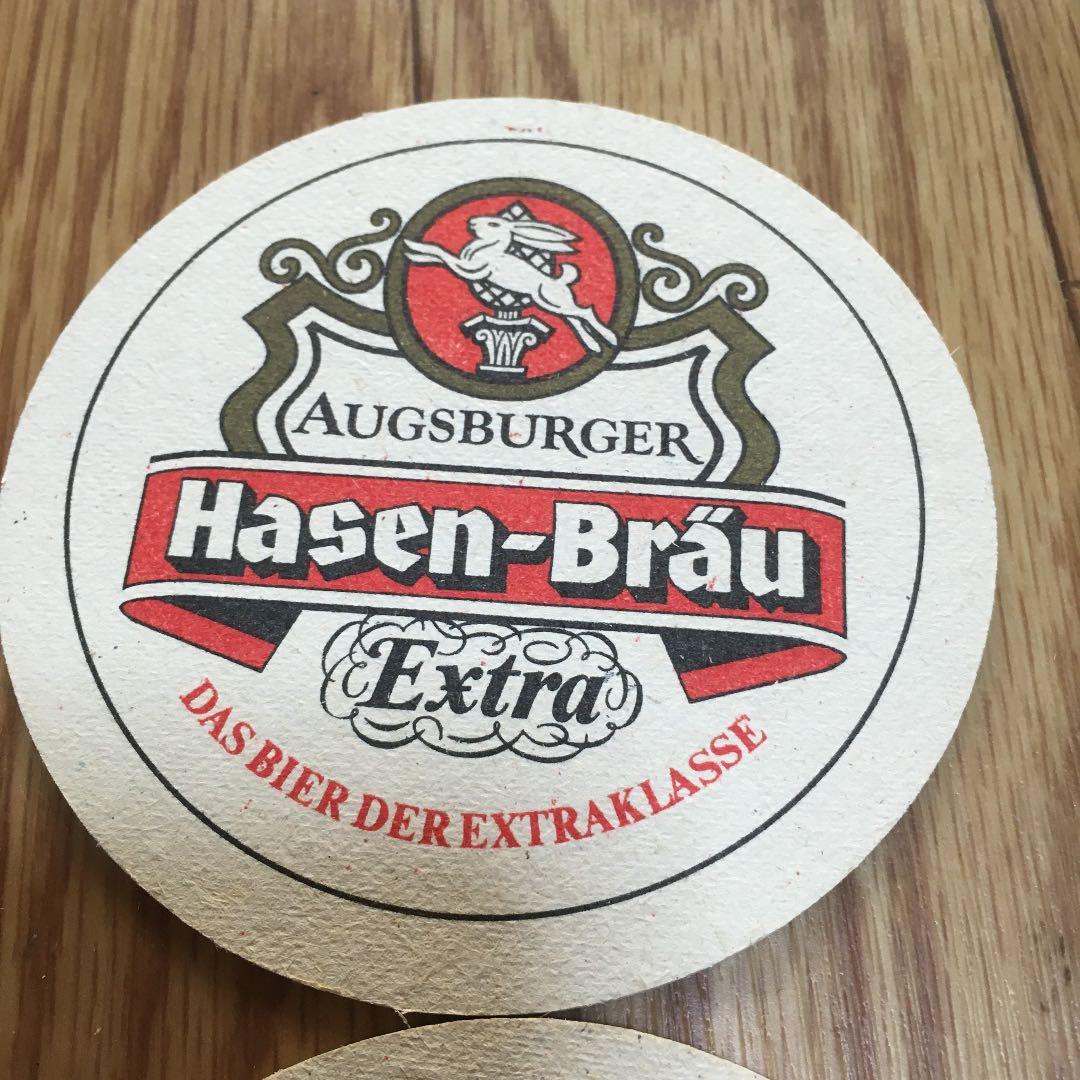 AUGSBURGER
Hasen-Bräu
Extra
DAS BIER DER EXTRAKLASSE